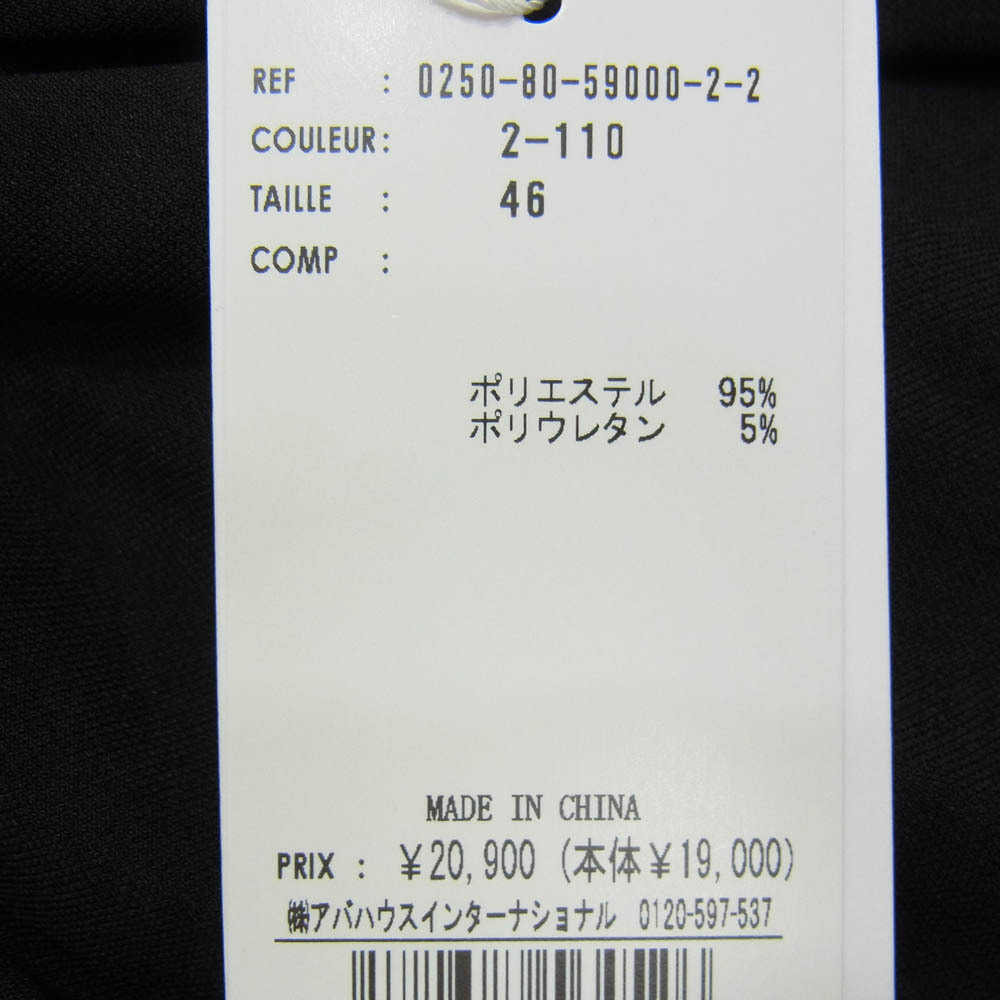 REF : 0250-80-59000-2-2
COULEUR: 2-110
TAILLE : 46
COMP :
ポリエステル 95%
ポリウレタン 5%
MADE IN CHINA
PRIX : ¥20,900 (本体¥19,000)
㈱アバハウスインターナショナル 0120-597-537